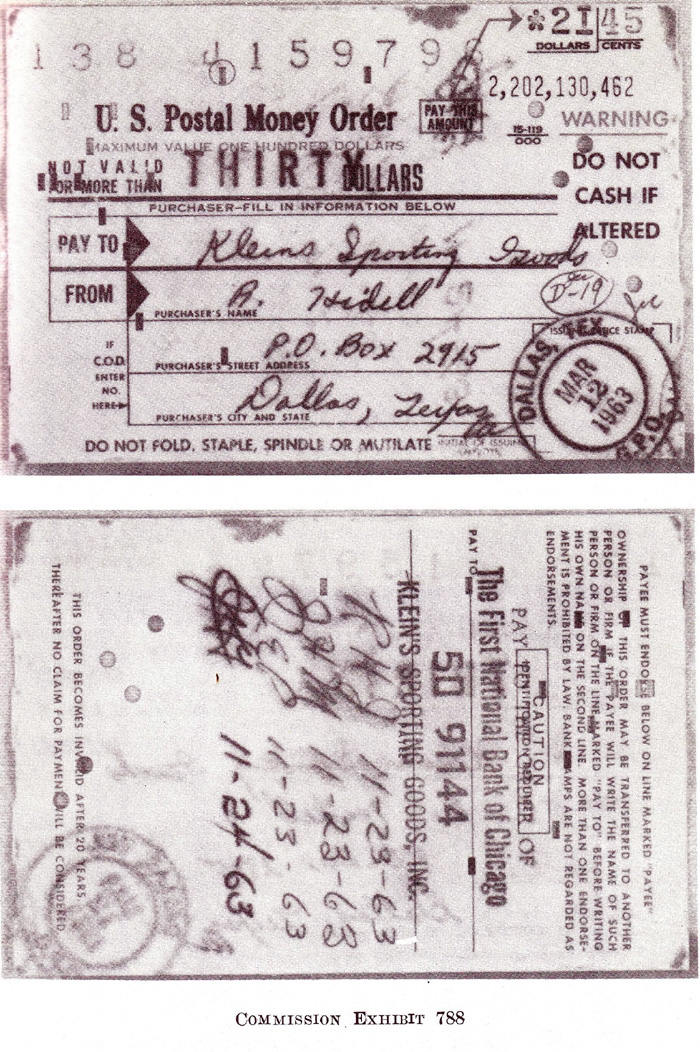 138 4159796
*21 45
DOLLARS CENTS
2,202,130,462
U. S. Postal Money Order
PAY THIS AMOUNT
15-119
000
WARNING
MAXIMUM VALUE ONE HUNDRED DOLLARS
NOT VALID
FOR MORE THAN
THIRTY DOLLARS
DO NOT
CASH IF
ALTERED
PURCHASER-FILL IN INFORMATION BELOW
PAY TO Kleins Sporting Goods
FROM A. Hidell
D-19
PURCHASER'S NAME
IF
C.O.D.
ENTER
NO.
HERE
P.O. Box 2915
PURCHASER'S STREET ADDRESS
Dallas, Texas
PURCHASER'S CITY AND STATE
DALLAS, TEX
MAR
12
1963
G.P.O.
DO NOT FOLD, STAPLE, SPINDLE OR MUTILATE
PAYEE MUST ENDORSE BELOW ON LINE MARKED "PAYEE"
OWNERSHIP OF THIS ORDER MAY BE TRANSFERRED TO ANOTHER
PERSON OR FIRM IF THE PAYEE WILL WRITE THE NAME OF SUCH
PERSON OR FIRM ON THE LINE MARKED "PAY TO" BEFORE WRITING
HIS OWN NAME ON THE SECOND LINE. MORE THAN ONE ENDORSE-
MENT IS PROHIBITED BY LAW. BANK STAMPS ARE NOT REGARDED AS
ENDORSEMENTS.
CAUTION
PAY OF
PAY TO
The First National Bank of Chicago
50 91144
KLEIN'S SPORTING GOODS, INC.
11-23-63
11-23-63
11-23-63
11-24-63
THIS ORDER BECOMES INVALID AFTER 20 YEARS
THEREAFTER NO CLAIM FOR PAYMENT WILL BE CONSIDERED
COMMISSION EXHIBIT 788